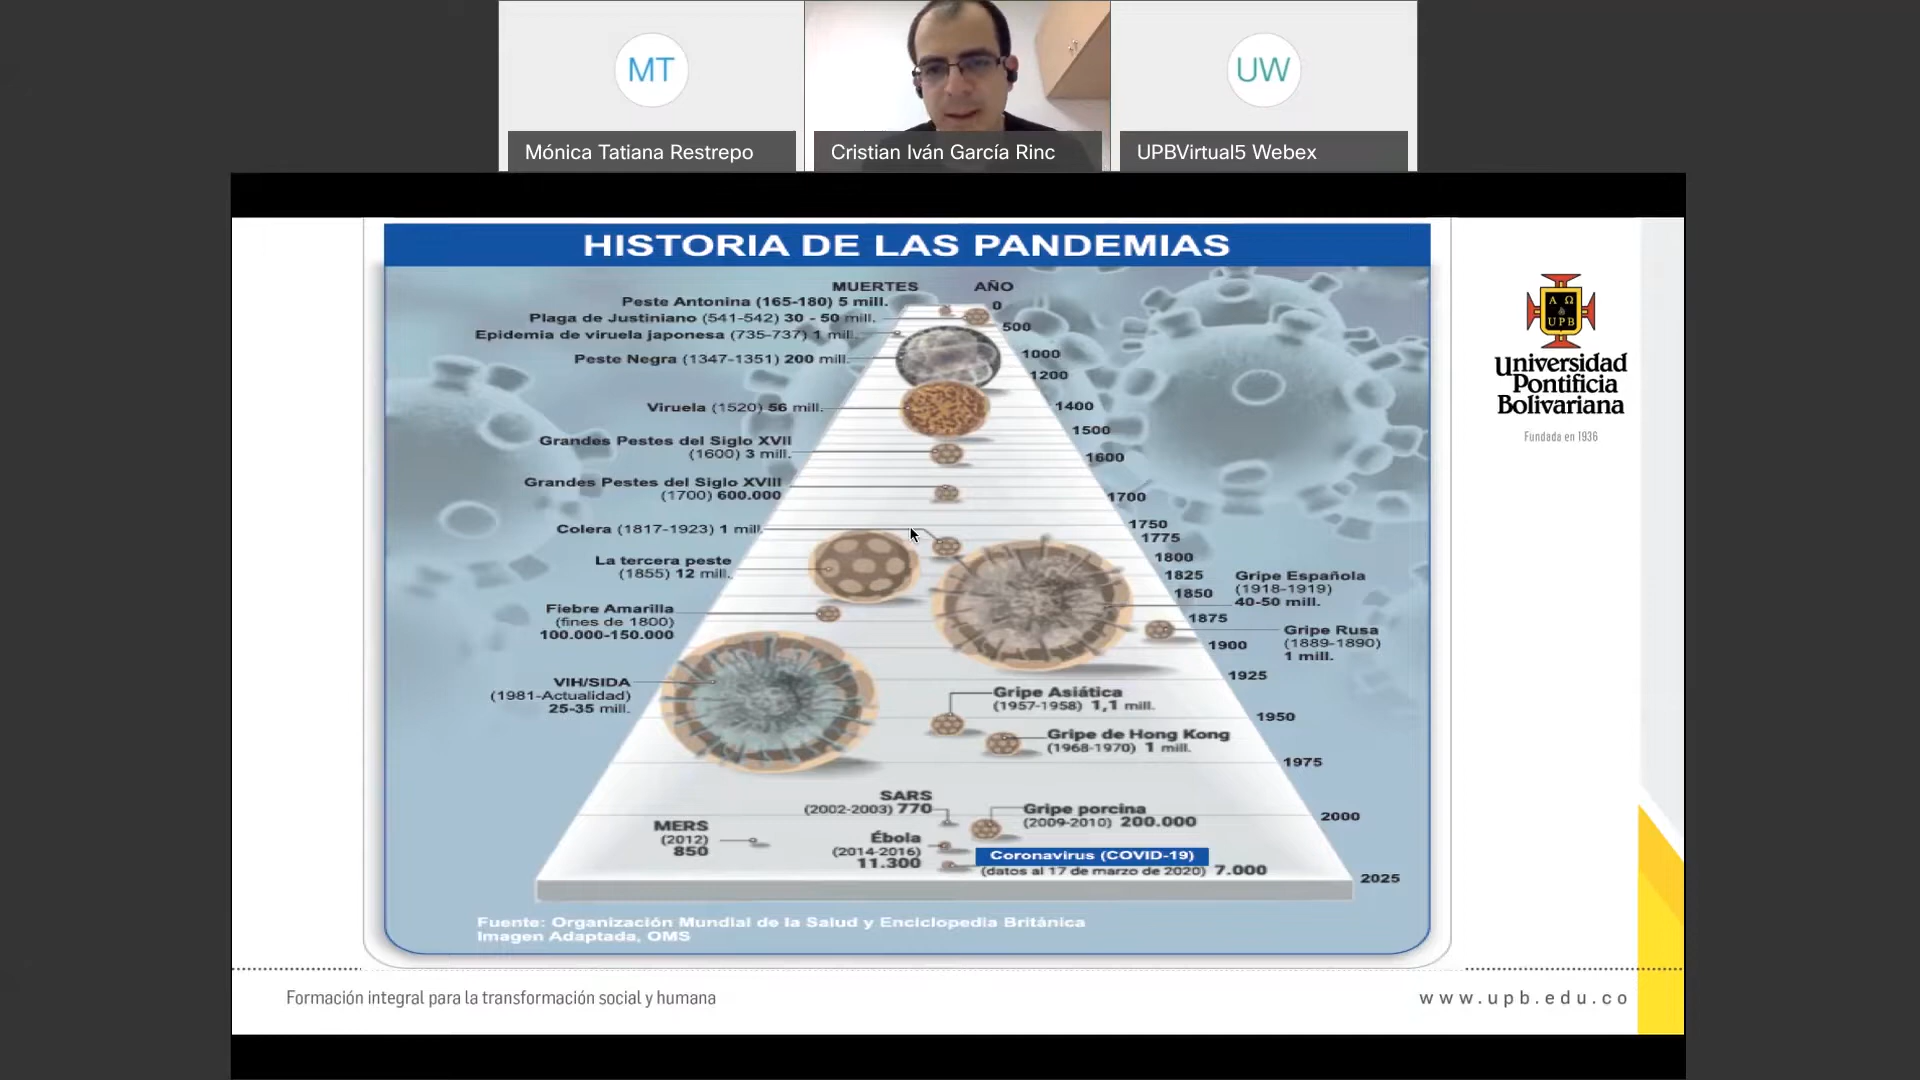 MT
UW
Mónica Tatiana Restrepo
Cristian Iván García Rinc
UPBVirtual5 Webex
HISTORIA DE LAS PANDEMIAS
MUERTES
AÑO
Peste Antonina (165-180) 5 mill.
0
Plaga de Justiniano (541-542) 30 - 50 mill.
500
Epidemia de viruela japonesa (735-737) 1 mill.
Peste Negra (1347-1351) 200 mill.
1000
1200
Viruela (1520) 56 mill.
1400
1500
Grandes Pestes del Siglo XVII
(1600) 3 mill.
1600
Grandes Pestes del Siglo XVIII
(1700) 600.000
1700
Colera (1817-1923) 1 mill.
1750
1775
La tercera peste
(1855) 12 mill.
1800
1825
1850
Gripe Española
(1918-1919)
40-50 mill.
Fiebre Amarilla
(fines de 1800)
100.000-150.000
1875
Gripe Rusa
(1889-1890)
1 mill.
1900
1925
VIH/SIDA
(1981-Actualidad)
25-35 mill.
Gripe Asiática
(1957-1958) 1,1 mill.
1950
Gripe de Hong Kong
(1968-1970) 1 mill.
1975
SARS
(2002-2003) 770
Gripe porcina
(2009-2010) 200.000
2000
MERS
(2012)
850
Ébola
(2014-2016)
11.300
Coronavirus (COVID-19)
(datos al 17 de marzo de 2020) 7.000
2025
Fuente: Organización Mundial de la Salud y Enciclopedia Británica
Imagen Adaptada, OMS
A Ω
&
UPB
Universidad
Pontificia
Bolivariana
Fundada en 1936
Formación integral para la transformación social y humana
www.upb.edu.co